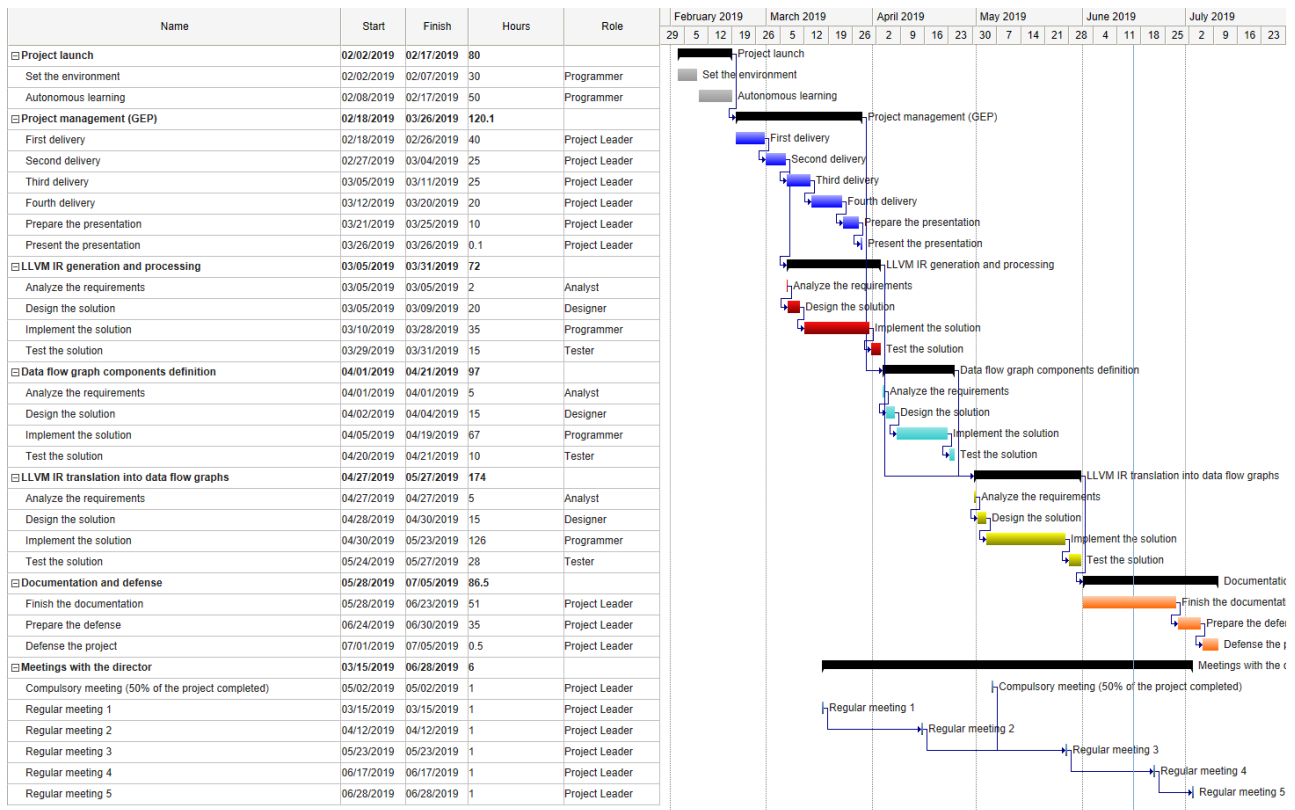 Name Start Finish Hours Role February 2019 March 2019 April 2019 May 2019 June 2019 July 2019
29 5 12 19 26 5 12 19 26 2 9 16 23 30 7 14 21 28 4 11 18 25 2 9 16 23
Project launch 02/02/2019 02/17/2019 80 Project launch
Set the environment 02/02/2019 02/07/2019 30 Programmer Set the environment
Autonomous learning 02/08/2019 02/17/2019 50 Programmer Autonomous learning
Project management (GEP) 02/18/2019 03/26/2019 120.1 Project management (GEP)
First delivery 02/18/2019 02/26/2019 40 Project Leader First delivery
Second delivery 02/27/2019 03/04/2019 25 Project Leader Second delivery
Third delivery 03/05/2019 03/11/2019 25 Project Leader Third delivery
Fourth delivery 03/12/2019 03/20/2019 20 Project Leader Fourth delivery
Prepare the presentation 03/21/2019 03/25/2019 10 Project Leader Prepare the presentation
Present the presentation 03/26/2019 03/26/2019 0.1 Project Leader Present the presentation
LLVM IR generation and processing 03/05/2019 03/31/2019 72 LLVM IR generation and processing
Analyze the requirements 03/05/2019 03/05/2019 2 Analyst Analyze the requirements
Design the solution 03/05/2019 03/09/2019 20 Designer Design the solution
Implement the solution 03/10/2019 03/28/2019 35 Programmer Implement the solution
Test the solution 03/29/2019 03/31/2019 15 Tester Test the solution
Data flow graph components definition 04/01/2019 04/21/2019 97 Data flow graph components definition
Analyze the requirements 04/01/2019 04/01/2019 5 Analyst Analyze the requirements
Design the solution 04/02/2019 04/04/2019 15 Designer Design the solution
Implement the solution 04/05/2019 04/19/2019 67 Programmer Implement the solution
Test the solution 04/20/2019 04/21/2019 10 Tester Test the solution
LLVM IR translation into data flow graphs 04/27/2019 05/27/2019 174 LLVM IR translation into data flow graphs
Analyze the requirements 04/27/2019 04/27/2019 5 Analyst Analyze the requirements
Design the solution 04/28/2019 04/30/2019 15 Designer Design the solution
Implement the solution 04/30/2019 05/23/2019 126 Programmer Implement the solution
Test the solution 05/24/2019 05/27/2019 28 Tester Test the solution
Documentation and defense 05/28/2019 07/05/2019 86.5 Documentatic
Finish the documentation 05/28/2019 06/23/2019 51 Project Leader Finish the documentati
Prepare the defense 06/24/2019 06/30/2019 35 Project Leader Prepare the defe
Defense the project 07/01/2019 07/05/2019 0.5 Project Leader Defense the p
Meetings with the director 03/15/2019 06/28/2019 6 Meetings with the
Compulsory meeting (50% of the project completed) 05/02/2019 05/02/2019 1 Project Leader Compulsory meeting (50% of the project completed)
Regular meeting 1 03/15/2019 03/15/2019 1 Project Leader Regular meeting 1
Regular meeting 2 04/12/2019 04/12/2019 1 Project Leader Regular meeting 2
Regular meeting 3 05/23/2019 05/23/2019 1 Project Leader Regular meeting 3
Regular meeting 4 06/17/2019 06/17/2019 1 Project Leader Regular meeting 4
Regular meeting 5 06/28/2019 06/28/2019 1 Project Leader Regular meeting 5